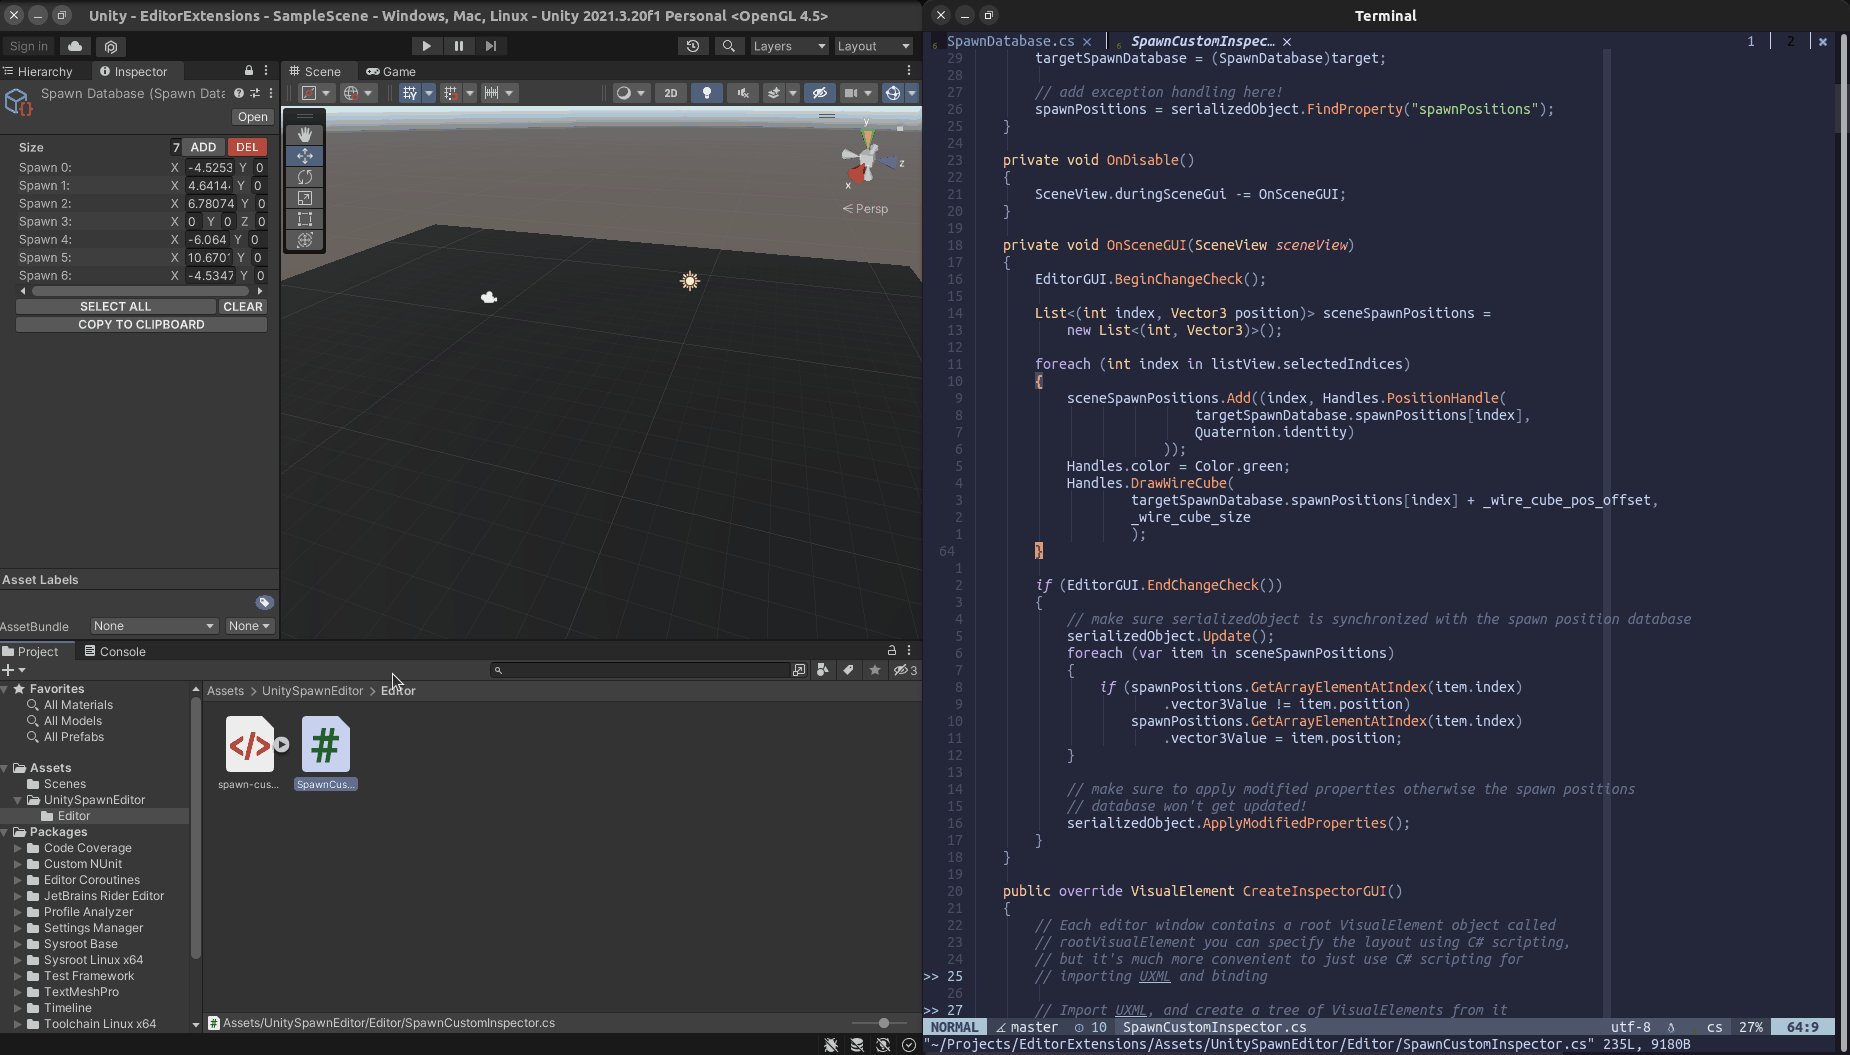 Unity - EditorExtensions - SampleScene - Windows, Mac, Linux - Unity 2021.3.20f1 Personal <OpenGL 4.5>
Sign in
Layers
Layout
Hierarchy
Inspector
Spawn Database (Spawn Data
Open
Size 7 ADD DEL
Spawn 0: X -4.5253 Y 0
Spawn 1: X 4.6414 Y 0
Spawn 2: X 6.78074 Y 0
Spawn 3: X 0 Y 0 Z 0
Spawn 4: X -6.064 Y 0
Spawn 5: X 10.6701 Y 0
Spawn 6: X -4.5347 Y 0
SELECT ALL CLEAR
COPY TO CLIPBOARD
Asset Labels
AssetBundle None None
Scene Game
2D
y
z
x
Persp
Project Console
3
Favorites
All Materials
All Models
All Prefabs
Assets
Scenes
UnitySpawnEditor
Editor
Packages
Code Coverage
Custom NUnit
Editor Coroutines
JetBrains Rider Editor
Profile Analyzer
Settings Manager
Sysroot Base
Sysroot Linux x64
Test Framework
TextMeshPro
Timeline
Toolchain Linux x64
Assets > UnitySpawnEditor > Editor
</>
#
spawn-cus...
SpawnCus...
Assets/UnitySpawnEditor/Editor/SpawnCustomInspector.cs
Terminal
6 SpawnDatabase.cs × 6 SpawnCustomInspec… × 1 2 ×
29 targetSpawnDatabase = (SpawnDatabase)target;
28
27 // add exception handling here!
26 spawnPositions = serializedObject.FindProperty("spawnPositions");
25 }
24
23 private void OnDisable()
22 {
21 SceneView.duringSceneGui -= OnSceneGUI;
20 }
19
18 private void OnSceneGUI(SceneView sceneView)
17 {
16 EditorGUI.BeginChangeCheck();
15
14 List<(int index, Vector3 position)> sceneSpawnPositions =
13 new List<(int, Vector3)>();
12
11 foreach (int index in listView.selectedIndices)
10 {
9 sceneSpawnPositions.Add((index, Handles.PositionHandle(
8 targetSpawnDatabase.spawnPositions[index],
7 Quaternion.identity)
6 ));
5 Handles.color = Color.green;
4 Handles.DrawWireCube(
3 targetSpawnDatabase.spawnPositions[index] + _wire_cube_pos_offset,
2 _wire_cube_size
1 );
64 }
1
2 if (EditorGUI.EndChangeCheck())
3 {
4 // make sure serializedObject is synchronized with the spawn position database
5 serializedObject.Update();
6 foreach (var item in sceneSpawnPositions)
7 {
8 if (spawnPositions.GetArrayElementAtIndex(item.index)
9 .vector3Value != item.position)
10 spawnPositions.GetArrayElementAtIndex(item.index)
11 .vector3Value = item.position;
12 }
13
14 // make sure to apply modified properties otherwise the spawn positions
15 // database won't get updated!
16 serializedObject.ApplyModifiedProperties();
17 }
18 }
19
20 public override VisualElement CreateInspectorGUI()
21 {
22 // Each editor window contains a root VisualElement object called
23 // rootVisualElement you can specify the layout using C# scripting,
24 // but it's much more convenient to just use C# scripting for
>> 25 // importing UXML and binding
26
>> 27 // Import UXML, and create a tree of VisualElements from it
NORMAL master 10 SpawnCustomInspector.cs utf-8 cs 27% 64:9
"~/Projects/EditorExtensions/Assets/UnitySpawnEditor/Editor/SpawnCustomInspector.cs" 235L, 9180B